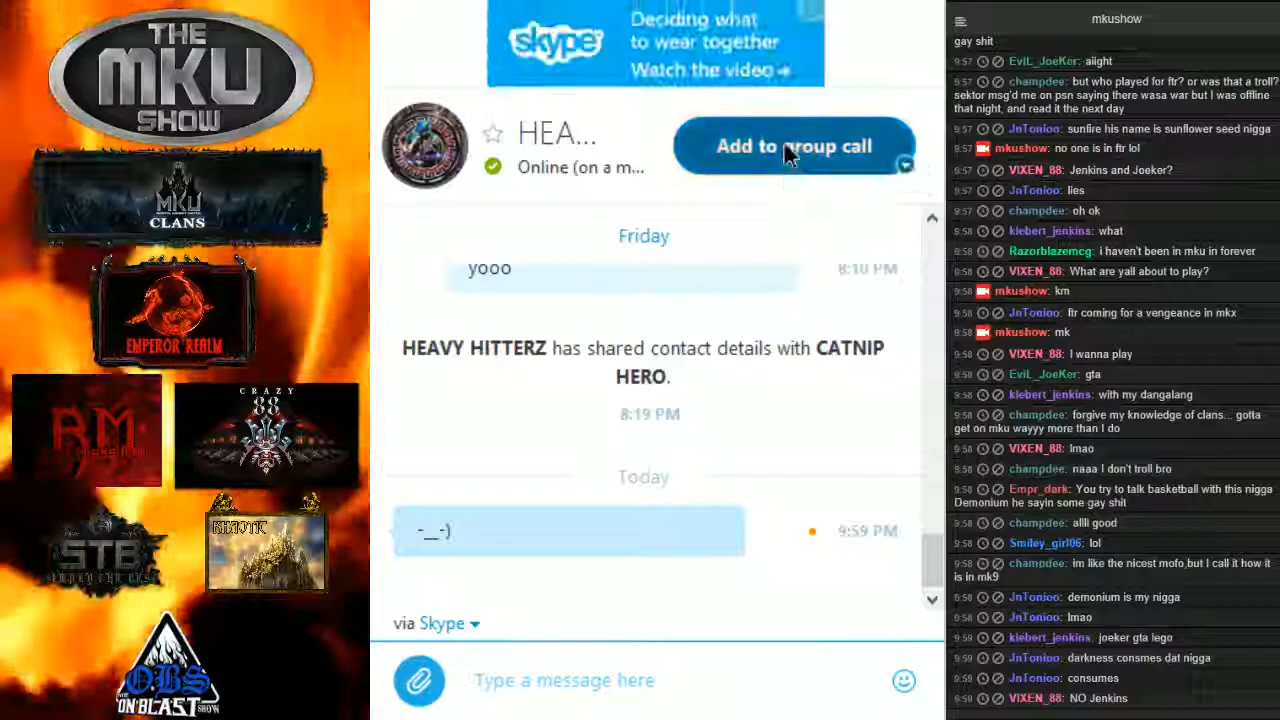 THE
MKU
SHOW
MKU
CLANS
EMPEROR REALM
RM
CRAZY
88
STB
KHAOTIC
O.B.S
ON BLAST SHOW
skype
Deciding what
to wear together
Watch the video
HEA...
Online (on a m...
Add to group call
Friday
yooo
8:10 PM
HEAVY HITTERZ has shared contact details with CATNIP
HERO.
8:19 PM
Today
-__-)
9:59 PM
via Skype
Type a message here
mkushow
gay shit
9:57 EviL_JoeKer: alight
9:57 champdee: but who played for ftr? or was that a troll?
sektor msg'd me on psn saying there wasa war but I was offline
that night, and read it the next day
9:57 JnTonioo: sunfire his name is sunflower seed nigga
9:57 mkushow: no one is in ftr lol
9:57 VIXEN_88: Jenkins and Joeker?
9:57 JnTonioo: lies
9:57 champdee: oh ok
9:57 klebert_jenkins: what
9:58 Razorblazemcg: i haven't been in mku in forever
9:58 VIXEN_88: What are yall about to play?
9:58 mkushow: km
9:58 JnTonioo: ftr coming for a vengeance in mkx
9:58 mkushow: mk
9:58 VIXEN_88: I wanna play
9:58 EviL_JoeKer: gta
9:58 klebert_jenkins: with my dangalang
9:58 champdee: forgive my knowledge of clans... gotta
get on mku wayyy more than I do
9:58 VIXEN_88: lmao
9:58 champdee: naaa I don't troll bro
9:58 Empr_dark: You try to talk basketball with this nigga
Demonium he sayin some gay shit
9:58 champdee: allll good
9:58 Smiley_girl06: lol
9:58 champdee: im like the nicest mofo,but I call it how it
is in mk9
9:58 JnTonioo: demonium is my nigga
9:58 JnTonioo: lmao
9:59 klebert_jenkins: joeker gta lego
9:59 JnTonioo: darkness consmes dat nigga
9:59 JnTonioo: consumes
9:59 VIXEN_88: NO Jenkins